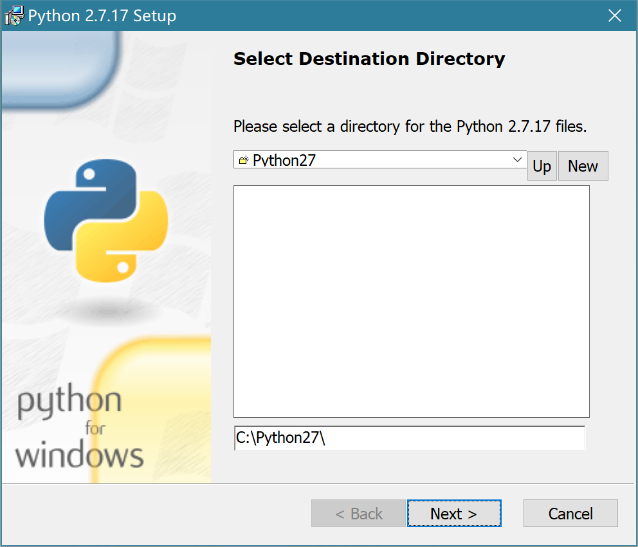 Python 2.7.17 Setup
Select Destination Directory
Please select a directory for the Python 2.7.17 files.
Python27
Up
New
python
for
windows
C:\Python27\
< Back
Next >
Cancel